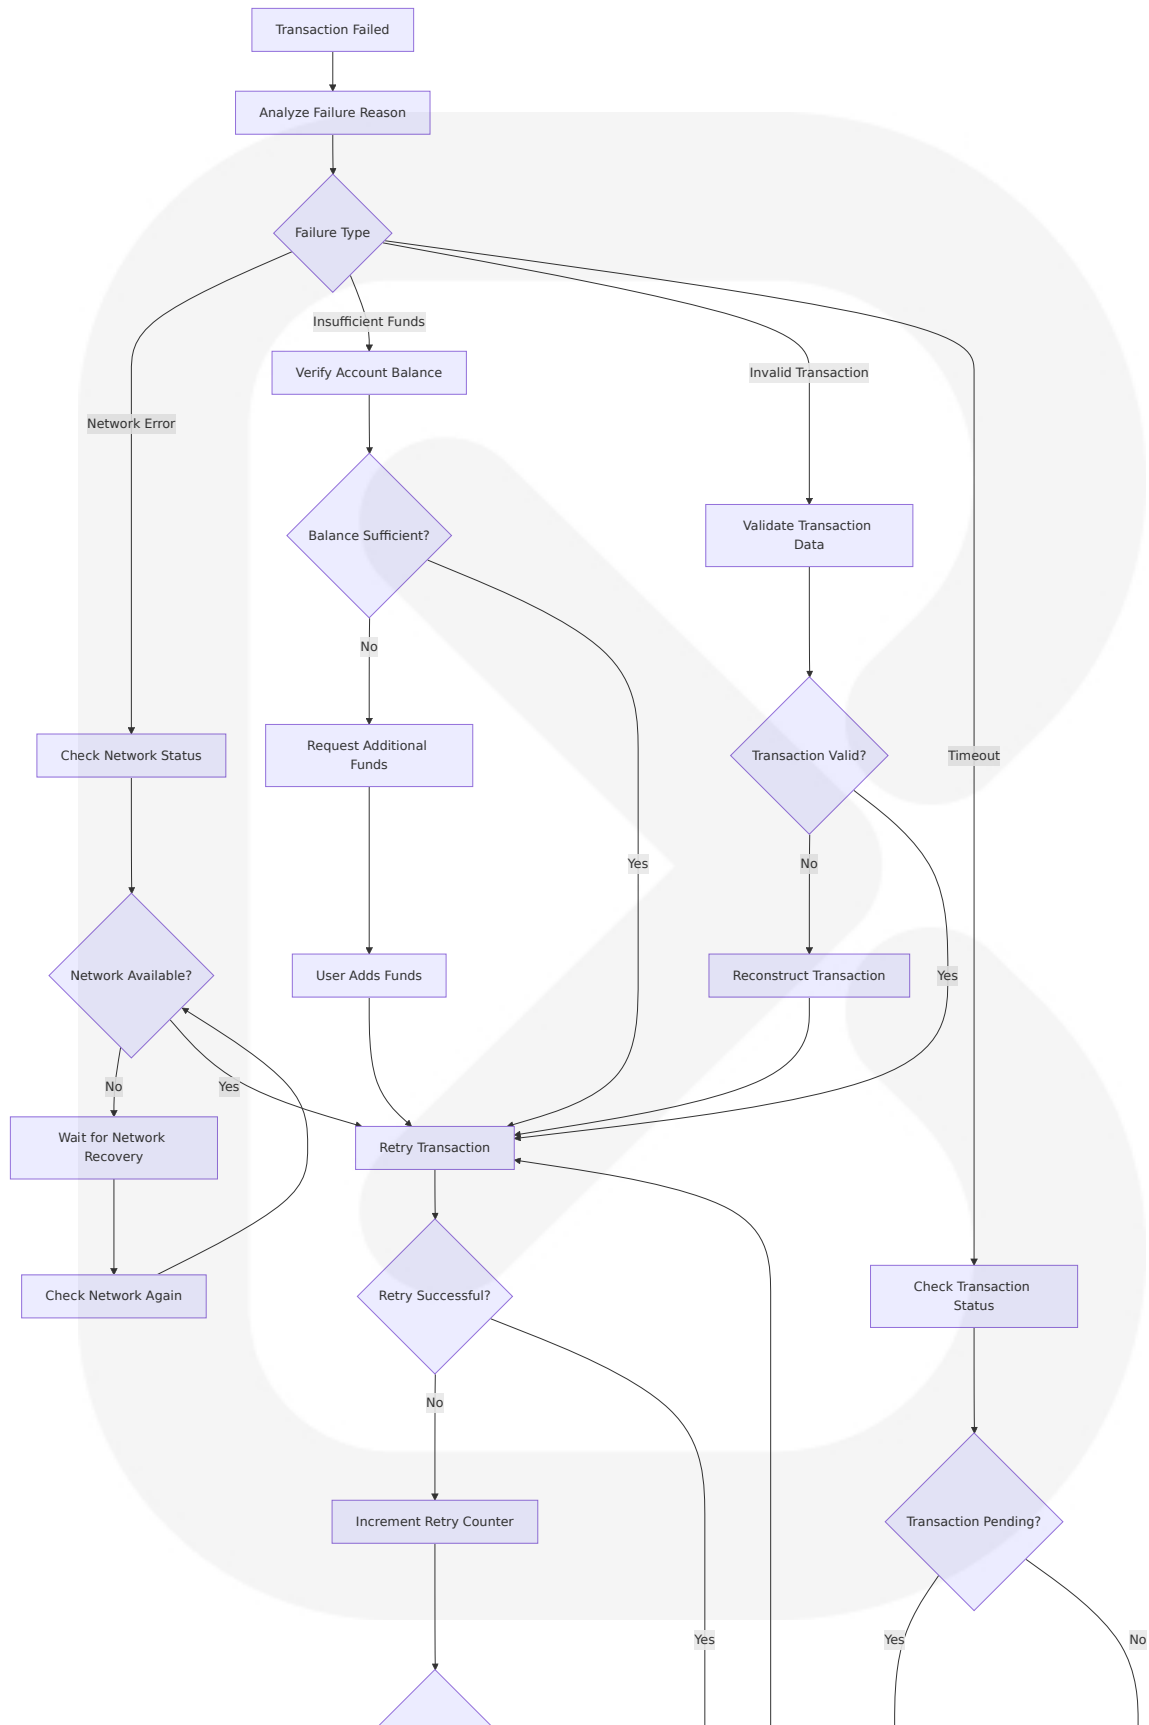 Transaction Failed
Analyze Failure Reason
Failure Type
Insufficient Funds
Verify Account Balance
Invalid Transaction
Network Error
Balance Sufficient?
Validate Transaction
Data
No
Check Network Status
Request Additional
Funds
Transaction Valid?
Timeout
Yes
No
Network Available?
User Adds Funds
Reconstruct Transaction
Yes
No
Yes
Wait for Network
Recovery
Retry Transaction
Check Network Again
Retry Successful?
Check Transaction
Status
No
Increment Retry Counter
Transaction Pending?
Yes
Yes
No